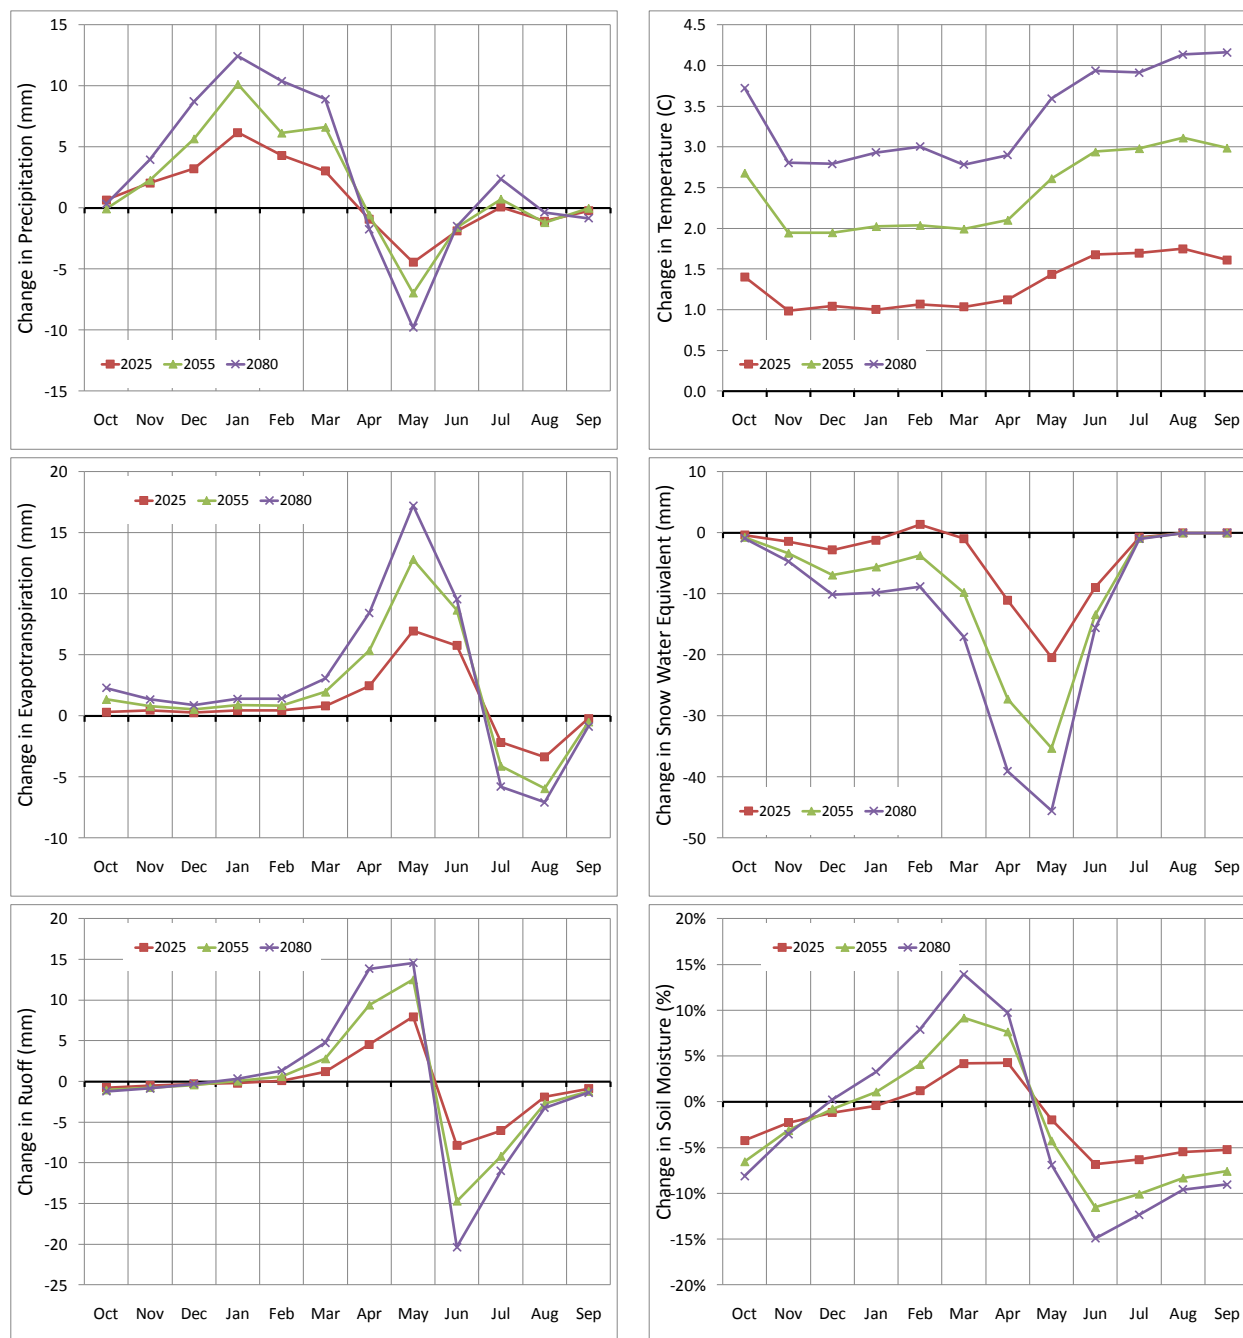 15
10
5
0
-5
-10
-15
Change in Precipitation (mm)
2025 2055 2080
Oct Nov Dec Jan Feb Mar Apr May Jun Jul Aug Sep
4.5
4.0
3.5
3.0
2.5
2.0
1.5
1.0
0.5
0.0
Change in Temperature (C)
2025 2055 2080
Oct Nov Dec Jan Feb Mar Apr May Jun Jul Aug Sep
20
15
10
5
0
-5
-10
Change in Evapotranspiration (mm)
2025 2055 2080
Oct Nov Dec Jan Feb Mar Apr May Jun Jul Aug Sep
10
0
-10
-20
-30
-40
-50
Change in Snow Water Equivalent (mm)
2025 2055 2080
Oct Nov Dec Jan Feb Mar Apr May Jun Jul Aug Sep
20
15
10
5
0
-5
-10
-15
-20
-25
Change in Ruoff (mm)
2025 2055 2080
Oct Nov Dec Jan Feb Mar Apr May Jun Jul Aug Sep
20%
15%
10%
5%
0%
-5%
-10%
-15%
-20%
Change in Soil Moisture (%)
2025 2055 2080
Oct Nov Dec Jan Feb Mar Apr May Jun Jul Aug Sep